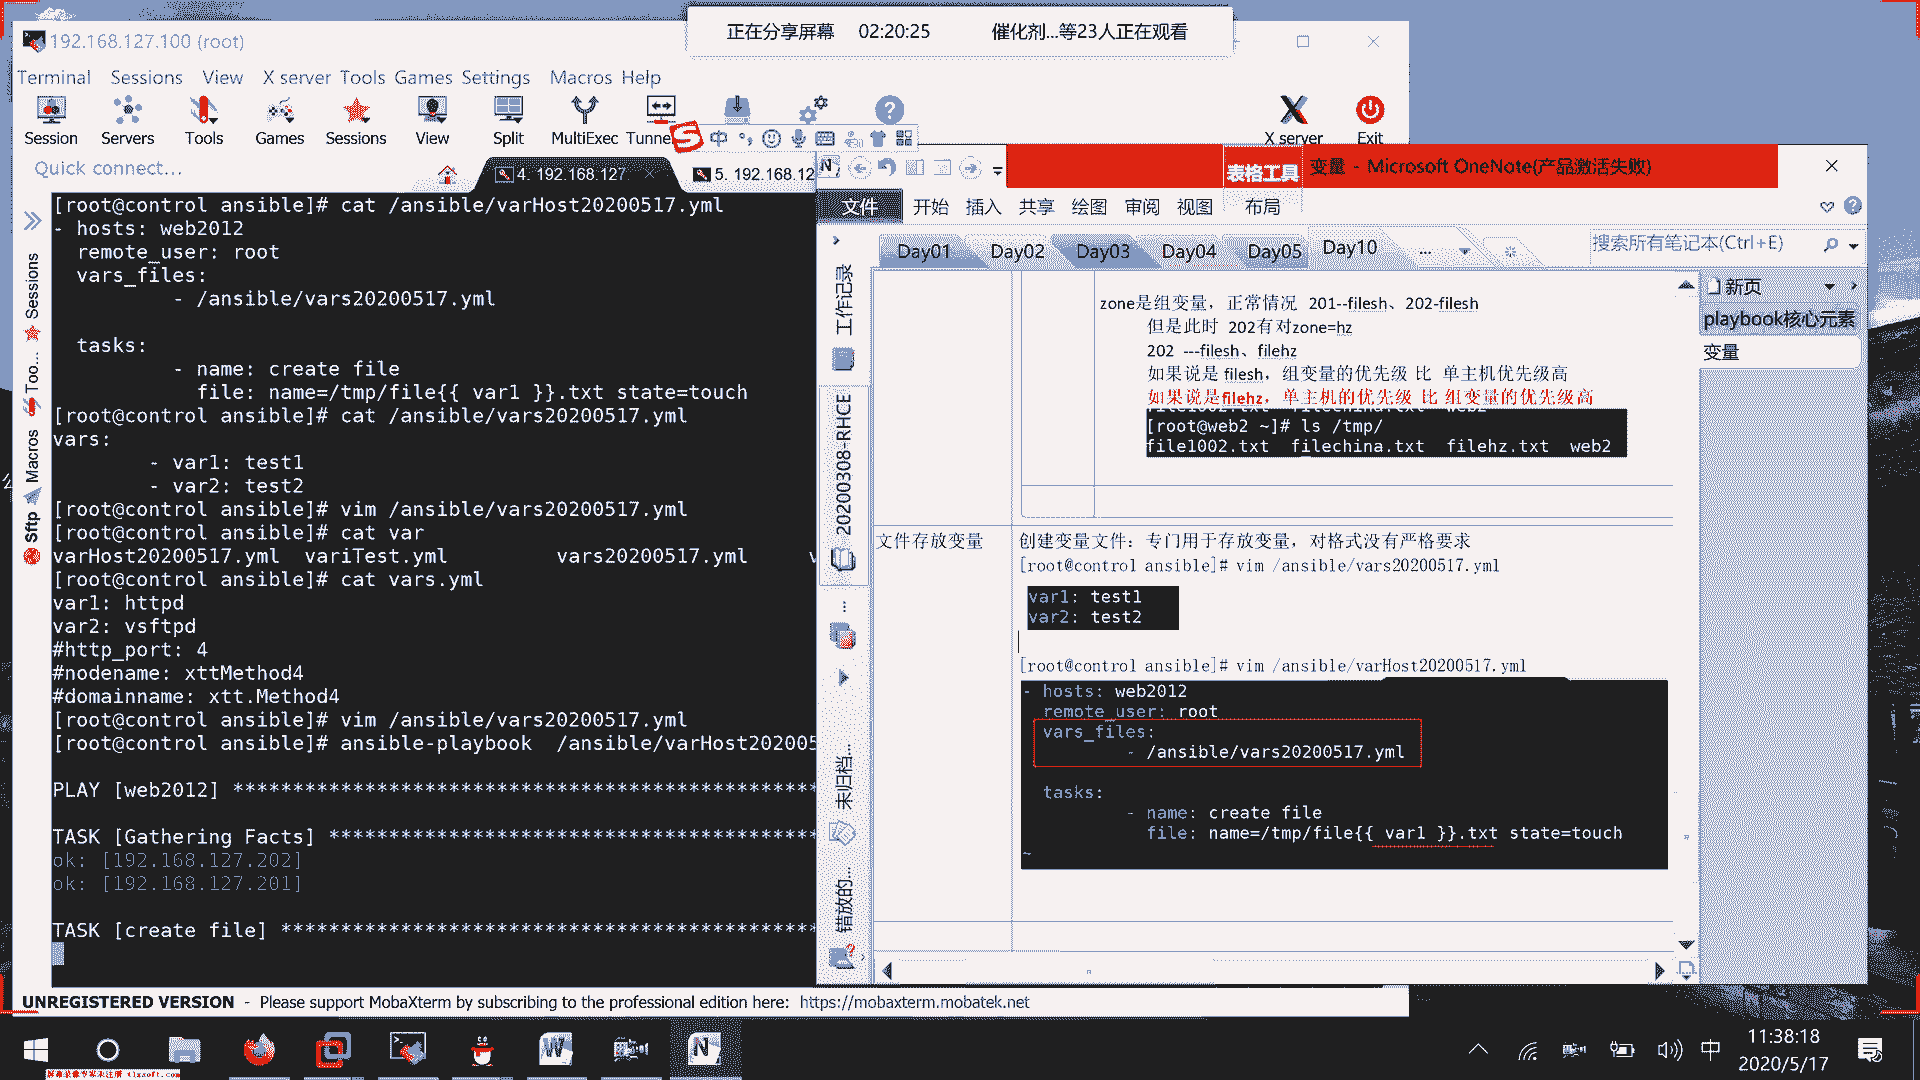 正在分享屏幕 02:20:25 催化剂...等23人正在观看
192.168.127.100 (root)
Terminal Sessions View X server Tools Games Settings Macros Help
Session Servers Tools Games Sessions View Split MultiExec Tunne X server Exit
中
Quick connect...
4. 192.168.127.
5. 192.168.12
[root@control ansible]# cat /ansible/varHost20200517.yml
- hosts: web2012
remote_user: root
vars_files:
- /ansible/vars20200517.yml
tasks:
- name: create file
file: name=/tmp/file{{ var1 }}.txt state=touch
[root@control ansible]# cat /ansible/vars20200517.yml
vars:
- var1: test1
- var2: test2
[root@control ansible]# vim /ansible/vars20200517.yml
[root@control ansible]# cat var
varHost20200517.yml variTest.yml vars20200517.yml
[root@control ansible]# cat vars.yml
var1: httpd
var2: vsftpd
#http_port: 4
#nodename: xttMethod4
#domainname: xtt.Method4
[root@control ansible]# vim /ansible/vars20200517.yml
[root@control ansible]# ansible-playbook /ansible/varHost202005
PLAY [web2012] ****************************************************
TASK [Gathering Facts] ********************************************
ok: [192.168.127.202]
ok: [192.168.127.201]
TASK [create file] ************************************************
Sessions
Too...
Macros
Sftp
UNREGISTERED VERSION - Please support MobaXterm by subscribing to the professional edition here: https://mobaxterm.mobatek.net
表格工具 变量 - Microsoft OneNote(产品激活失败)
文件 开始 插入 共享 绘图 审阅 视图 布局
Day01 Day02 Day03 Day04 Day05 Day10 ...
搜索所有笔记本(Ctrl+E)
工作记录
20200308-RHCE
...
未归档...
错放的...
新页
playbook核心元素
变量
zone是组变量，正常情况 201--filesh、202-filesh
但是此时 202有对zone=hz
202 ---filesh、filehz
如果说是 filesh，组变量的优先级 比 单主机优先级高
如果说是filehz，单主机的优先级 比 组变量的优先级高
[root@web2 ~]# ls /tmp/
file1002.txt filechina.txt filehz.txt web2
文件存放变量
创建变量文件：专门用于存放变量，对格式没有严格要求
[root@control ansible]# vim /ansible/vars20200517.yml
var1: test1
var2: test2
[root@control ansible]# vim /ansible/varHost20200517.yml
- hosts: web2012
remote_user: root
vars_files:
- /ansible/vars20200517.yml
tasks:
- name: create file
file: name=/tmp/file{{ var1 }}.txt state=touch
~
中
11:38:18
2020/5/17
屏幕录像专家未注册 tlxsoft.com